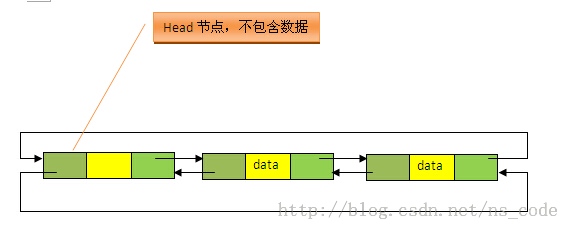 Head 节点，不包含数据
data
data
http://blog.csdn.net/ns_code